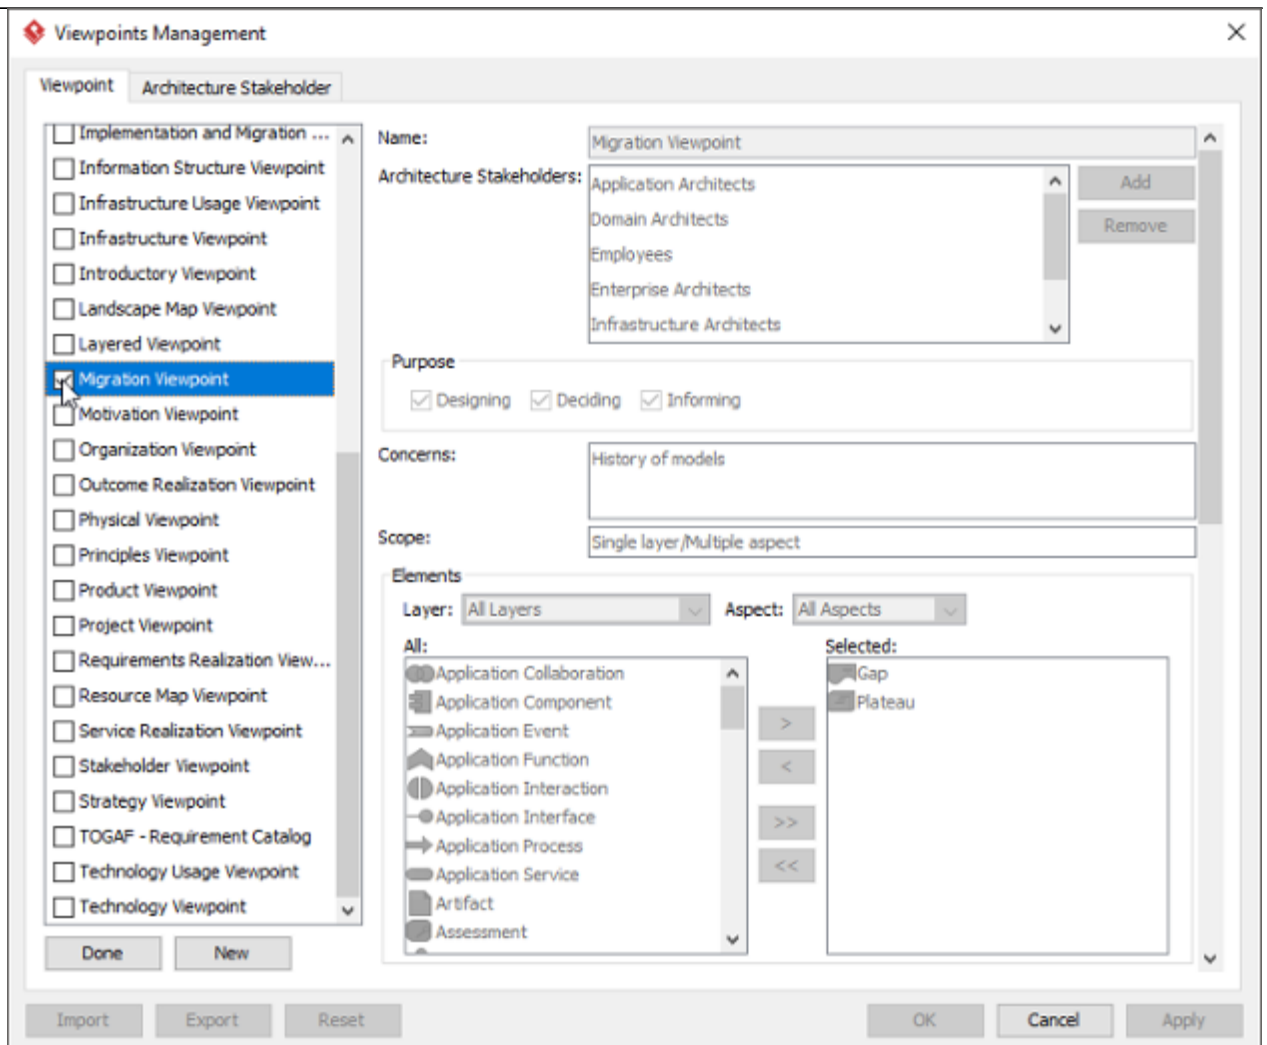 Viewpoints Management
Viewpoint
Architecture Stakeholder
Implementation and Migration ...
Information Structure Viewpoint
Infrastructure Usage Viewpoint
Infrastructure Viewpoint
Introductory Viewpoint
Landscape Map Viewpoint
Layered Viewpoint
Migration Viewpoint
Motivation Viewpoint
Organization Viewpoint
Outcome Realization Viewpoint
Physical Viewpoint
Principles Viewpoint
Product Viewpoint
Project Viewpoint
Requirements Realization View...
Resource Map Viewpoint
Service Realization Viewpoint
Stakeholder Viewpoint
Strategy Viewpoint
TOGAF - Requirement Catalog
Technology Usage Viewpoint
Technology Viewpoint
Done
New
Name:
Migration Viewpoint
Architecture Stakeholders:
Application Architects
Domain Architects
Employees
Enterprise Architects
Infrastructure Architects
Add
Remove
Purpose
Designing
Deciding
Informing
Concerns:
History of models
Scope:
Single layer/Multiple aspect
Elements
Layer:
All Layers
Aspect:
All Aspects
All:
Application Collaboration
Application Component
Application Event
Application Function
Application Interaction
Application Interface
Application Process
Application Service
Artifact
Assessment
>
<
>>
<<
Selected:
Gap
Plateau
Import
Export
Reset
OK
Cancel
Apply